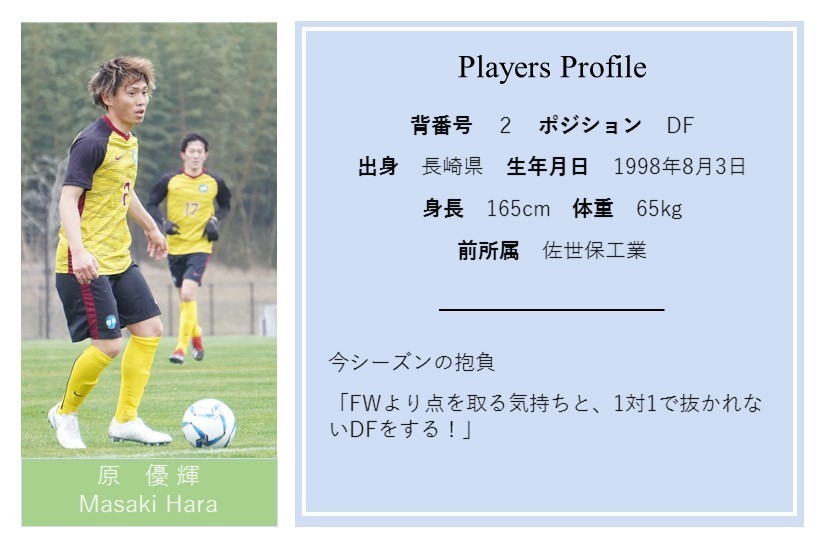 Players Profile
背番号 2 ポジション DF
出身 長崎県 生年月日 1998年8月3日
身長 165cm 体重 65kg
前所属 佐世保工業
今シーズンの抱負
「FWより点を取る気持ちと、1対1で抜かれな
いDFをする！」
17
2
原 優輝
Masaki Hara